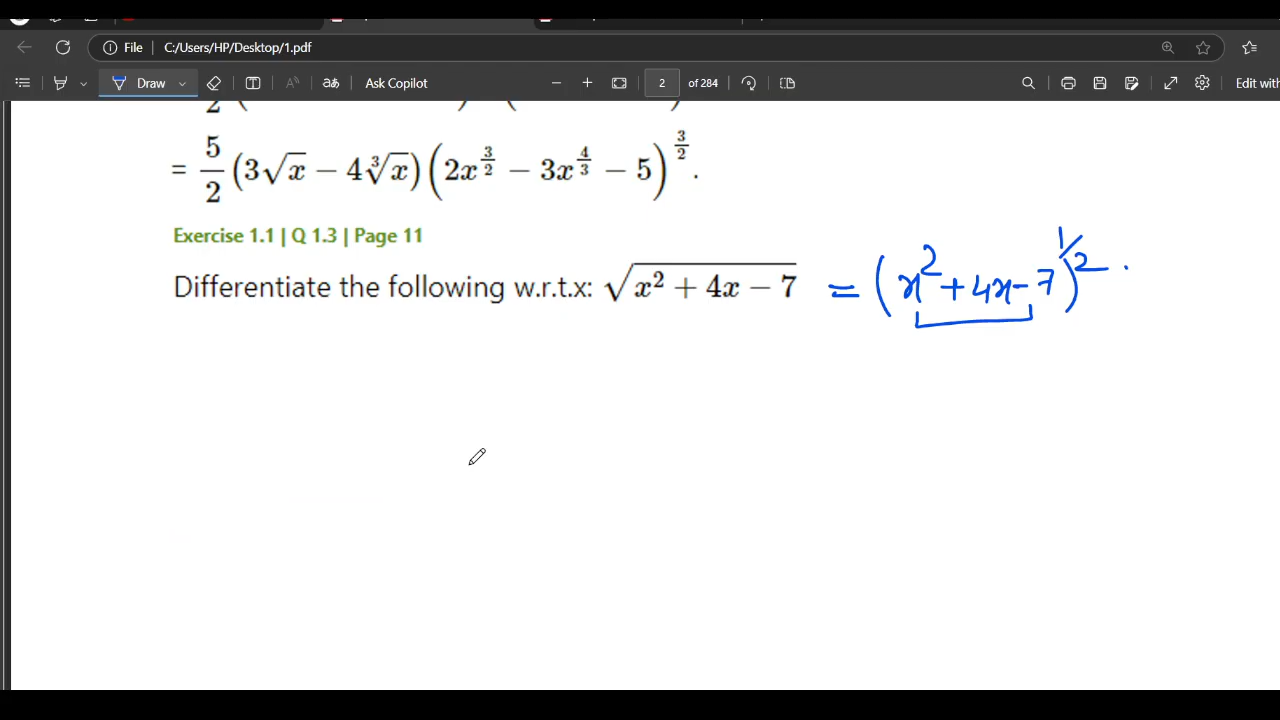 File | C:/Users/HP/Desktop/1.pdf
Draw Ask Copilot 2 of 284 Edit with
= 5/2 (3√x − 4∛x)(2x^(3/2) − 3x^(4/3) − 5)^(3/2).
Exercise 1.1 | Q 1.3 | Page 11
Differentiate the following w.r.t.x: √(x² + 4x − 7) = (x² + 4x − 7)^(1/2).